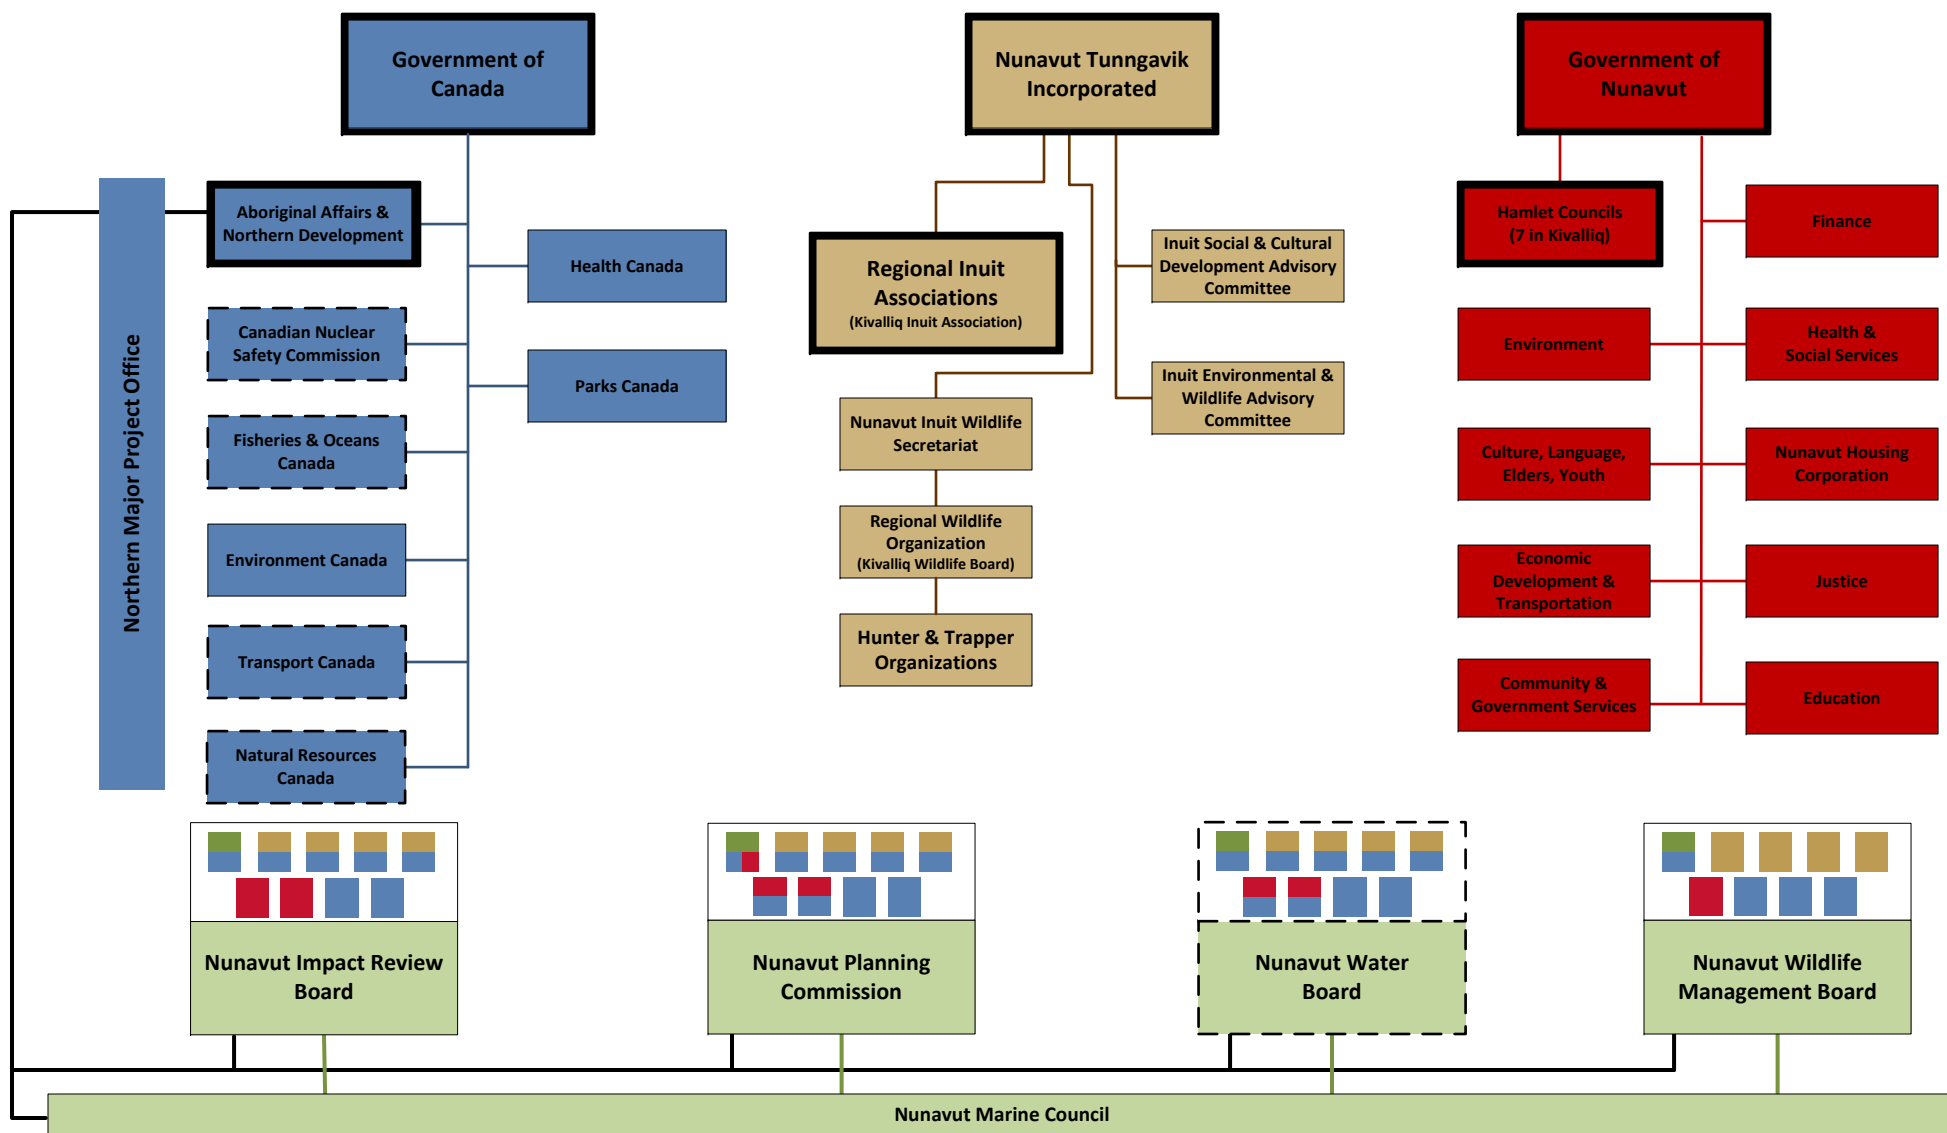 Government of
Canada
Nunavut Tunngavik
Incorporated
Government of
Nunavut
Northern Major Project Office
Aboriginal Affairs &
Northern Development
Health Canada
Canadian Nuclear
Safety Commission
Parks Canada
Fisheries & Oceans
Canada
Environment Canada
Transport Canada
Natural Resources
Canada
Regional Inuit
Associations
(Kivalliq Inuit Association)
Inuit Social & Cultural
Development Advisory
Committee
Inuit Environmental &
Wildlife Advisory
Committee
Nunavut Inuit Wildlife
Secretariat
Regional Wildlife
Organization
(Kivalliq Wildlife Board)
Hunter & Trapper
Organizations
Hamlet Councils
(7 in Kivalliq)
Finance
Environment
Health &
Social Services
Culture, Language,
Elders, Youth
Nunavut Housing
Corporation
Economic
Development &
Transportation
Justice
Community &
Government Services
Education
Nunavut Impact Review
Board
Nunavut Planning
Commission
Nunavut Water
Board
Nunavut Wildlife
Management Board
Nunavut Marine Council